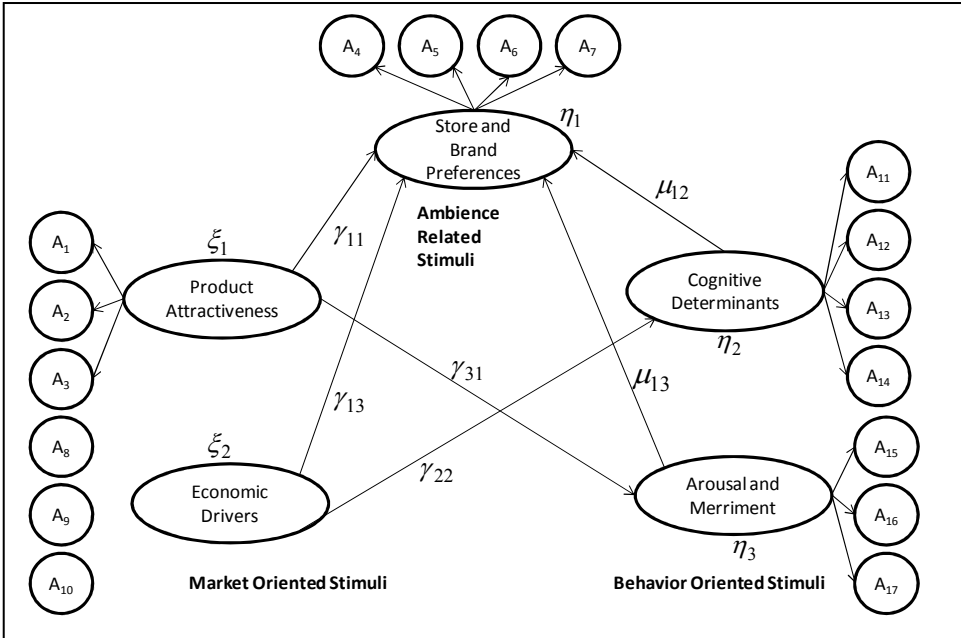 A4 A5 A6 A7
η1
Store and
Brand
Preferences
Ambience
Related
Stimuli
μ12
γ11
ξ1
Product
Attractiveness
A1
A2
A3
A8
A9
A10
γ31
γ13
μ13
γ22
ξ2
Economic
Drivers
Cognitive
Determinants
η2
A11
A12
A13
A14
Arousal and
Merriment
η3
A15
A16
A17
Market Oriented Stimuli
Behavior Oriented Stimuli